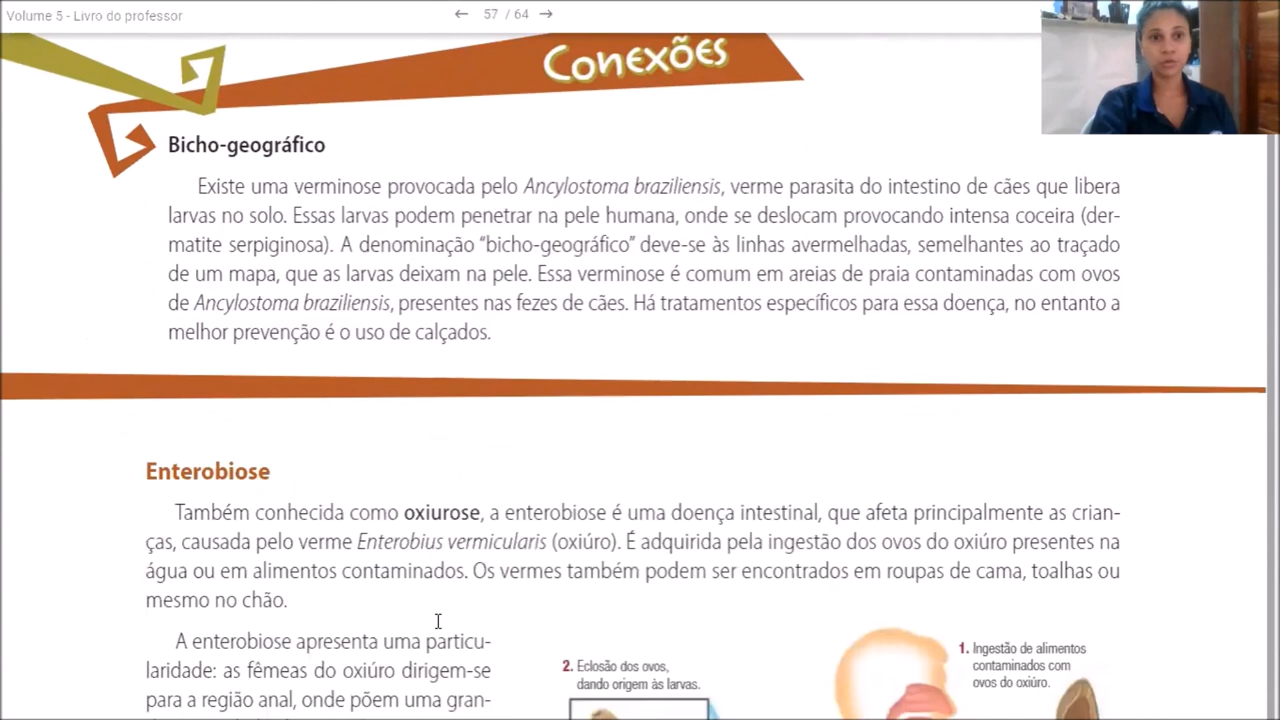 Volume 5 - Livro do professor
← 57 / 64 →
Conexões
Bicho-geográfico
Existe uma verminose provocada pelo Ancylostoma braziliensis, verme parasita do intestino de cães que libera
larvas no solo. Essas larvas podem penetrar na pele humana, onde se deslocam provocando intensa coceira (der-
matite serpiginosa). A denominação “bicho-geográfico” deve-se às linhas avermelhadas, semelhantes ao traçado
de um mapa, que as larvas deixam na pele. Essa verminose é comum em areias de praia contaminadas com ovos
de Ancylostoma braziliensis, presentes nas fezes de cães. Há tratamentos específicos para essa doença, no entanto a
melhor prevenção é o uso de calçados.
Enterobiose
Também conhecida como oxiurose, a enterobiose é uma doença intestinal, que afeta principalmente as crian-
ças, causada pelo verme Enterobius vermicularis (oxiúro). É adquirida pela ingestão dos ovos do oxiúro presentes na
água ou em alimentos contaminados. Os vermes também podem ser encontrados em roupas de cama, toalhas ou
mesmo no chão.
A enterobiose apresenta uma particu-
laridade: as fêmeas do oxiúro dirigem-se
para a região anal, onde põem uma gran-
2. Eclosão dos ovos,
dando origem às larvas.
1. Ingestão de alimentos
contaminados com
ovos do oxiúro.